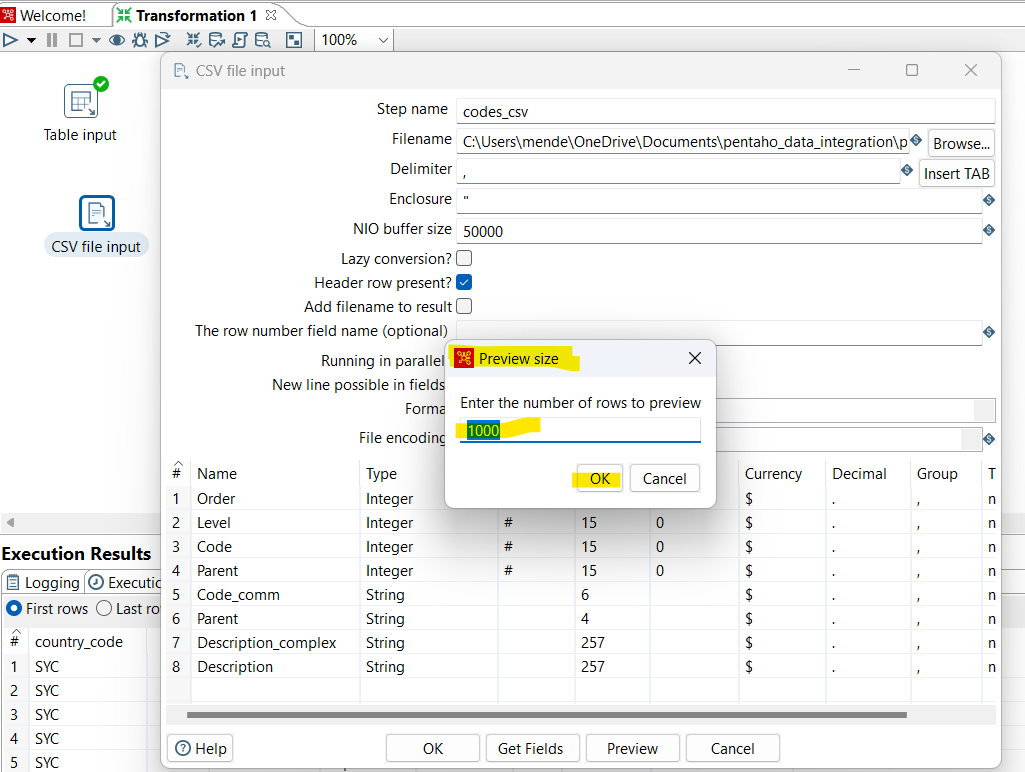 Welcome!
Transformation 1
100%
Table input
CSV file input
CSV file input
Step name codes_csv
Filename C:\Users\mende\OneDrive\Documents\pentaho_data_integration\p Browse...
Delimiter , Insert TAB
Enclosure "
NIO buffer size 50000
Lazy conversion?
Header row present?
Add filename to result
The row number field name (optional)
Running in parallel
New line possible in fields
Forma
File encoding
Preview size
Enter the number of rows to preview
1000
OK Cancel
# Name Type Currency Decimal Group T
1 Order Integer $ . , n
2 Level Integer # 15 0 $ . , n
3 Code Integer # 15 0 $ . , n
4 Parent Integer # 15 0 $ . , n
5 Code_comm String 6 $ . , n
6 Parent String 4 $ . , n
7 Description_complex String 257 $ . , n
8 Description String 257 $ . , n
Help OK Get Fields Preview Cancel
Execution Results
Logging Executic
First rows Last ro
# country_code
1 SYC
2 SYC
3 SYC
4 SYC
5 SYC